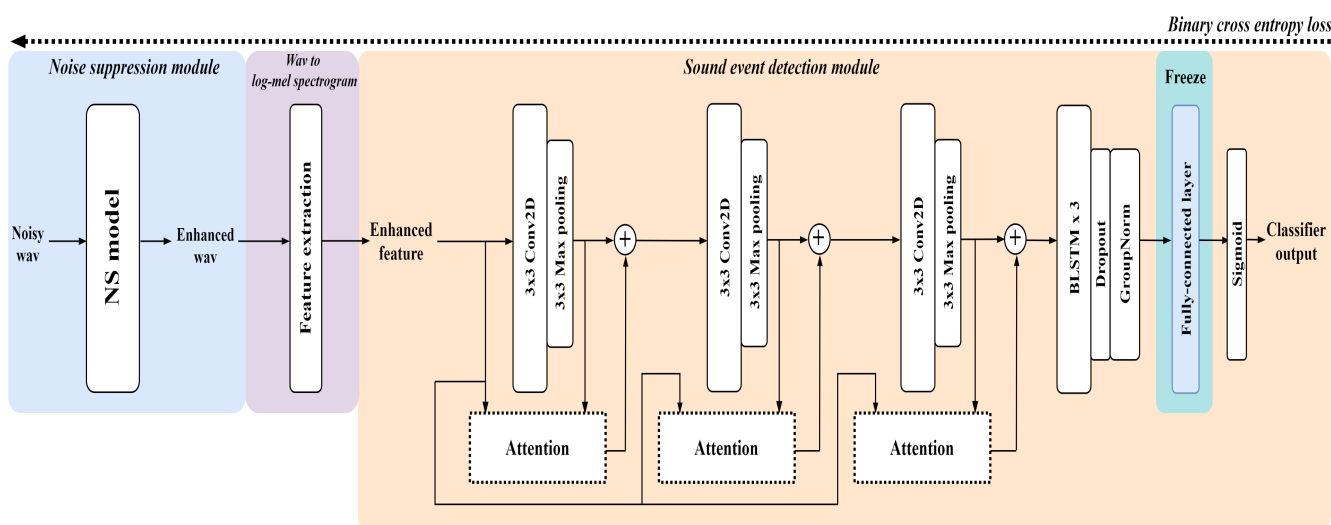 Binary cross entropy loss
Noise suppression module
Wav to
log-mel spectrogram
Sound event detection module
Freeze
Noisy
wav
NS model
Enhanced
wav
Feature extraction
Enhanced
feature
3x3 Conv2D
3x3 Max pooling
+
3x3 Conv2D
3x3 Max pooling
+
3x3 Conv2D
3x3 Max pooling
+
BLSTM x 3
Dropout
GroupNorm
Fully-connected layer
Sigmoid
Classifier
output
Attention
Attention
Attention